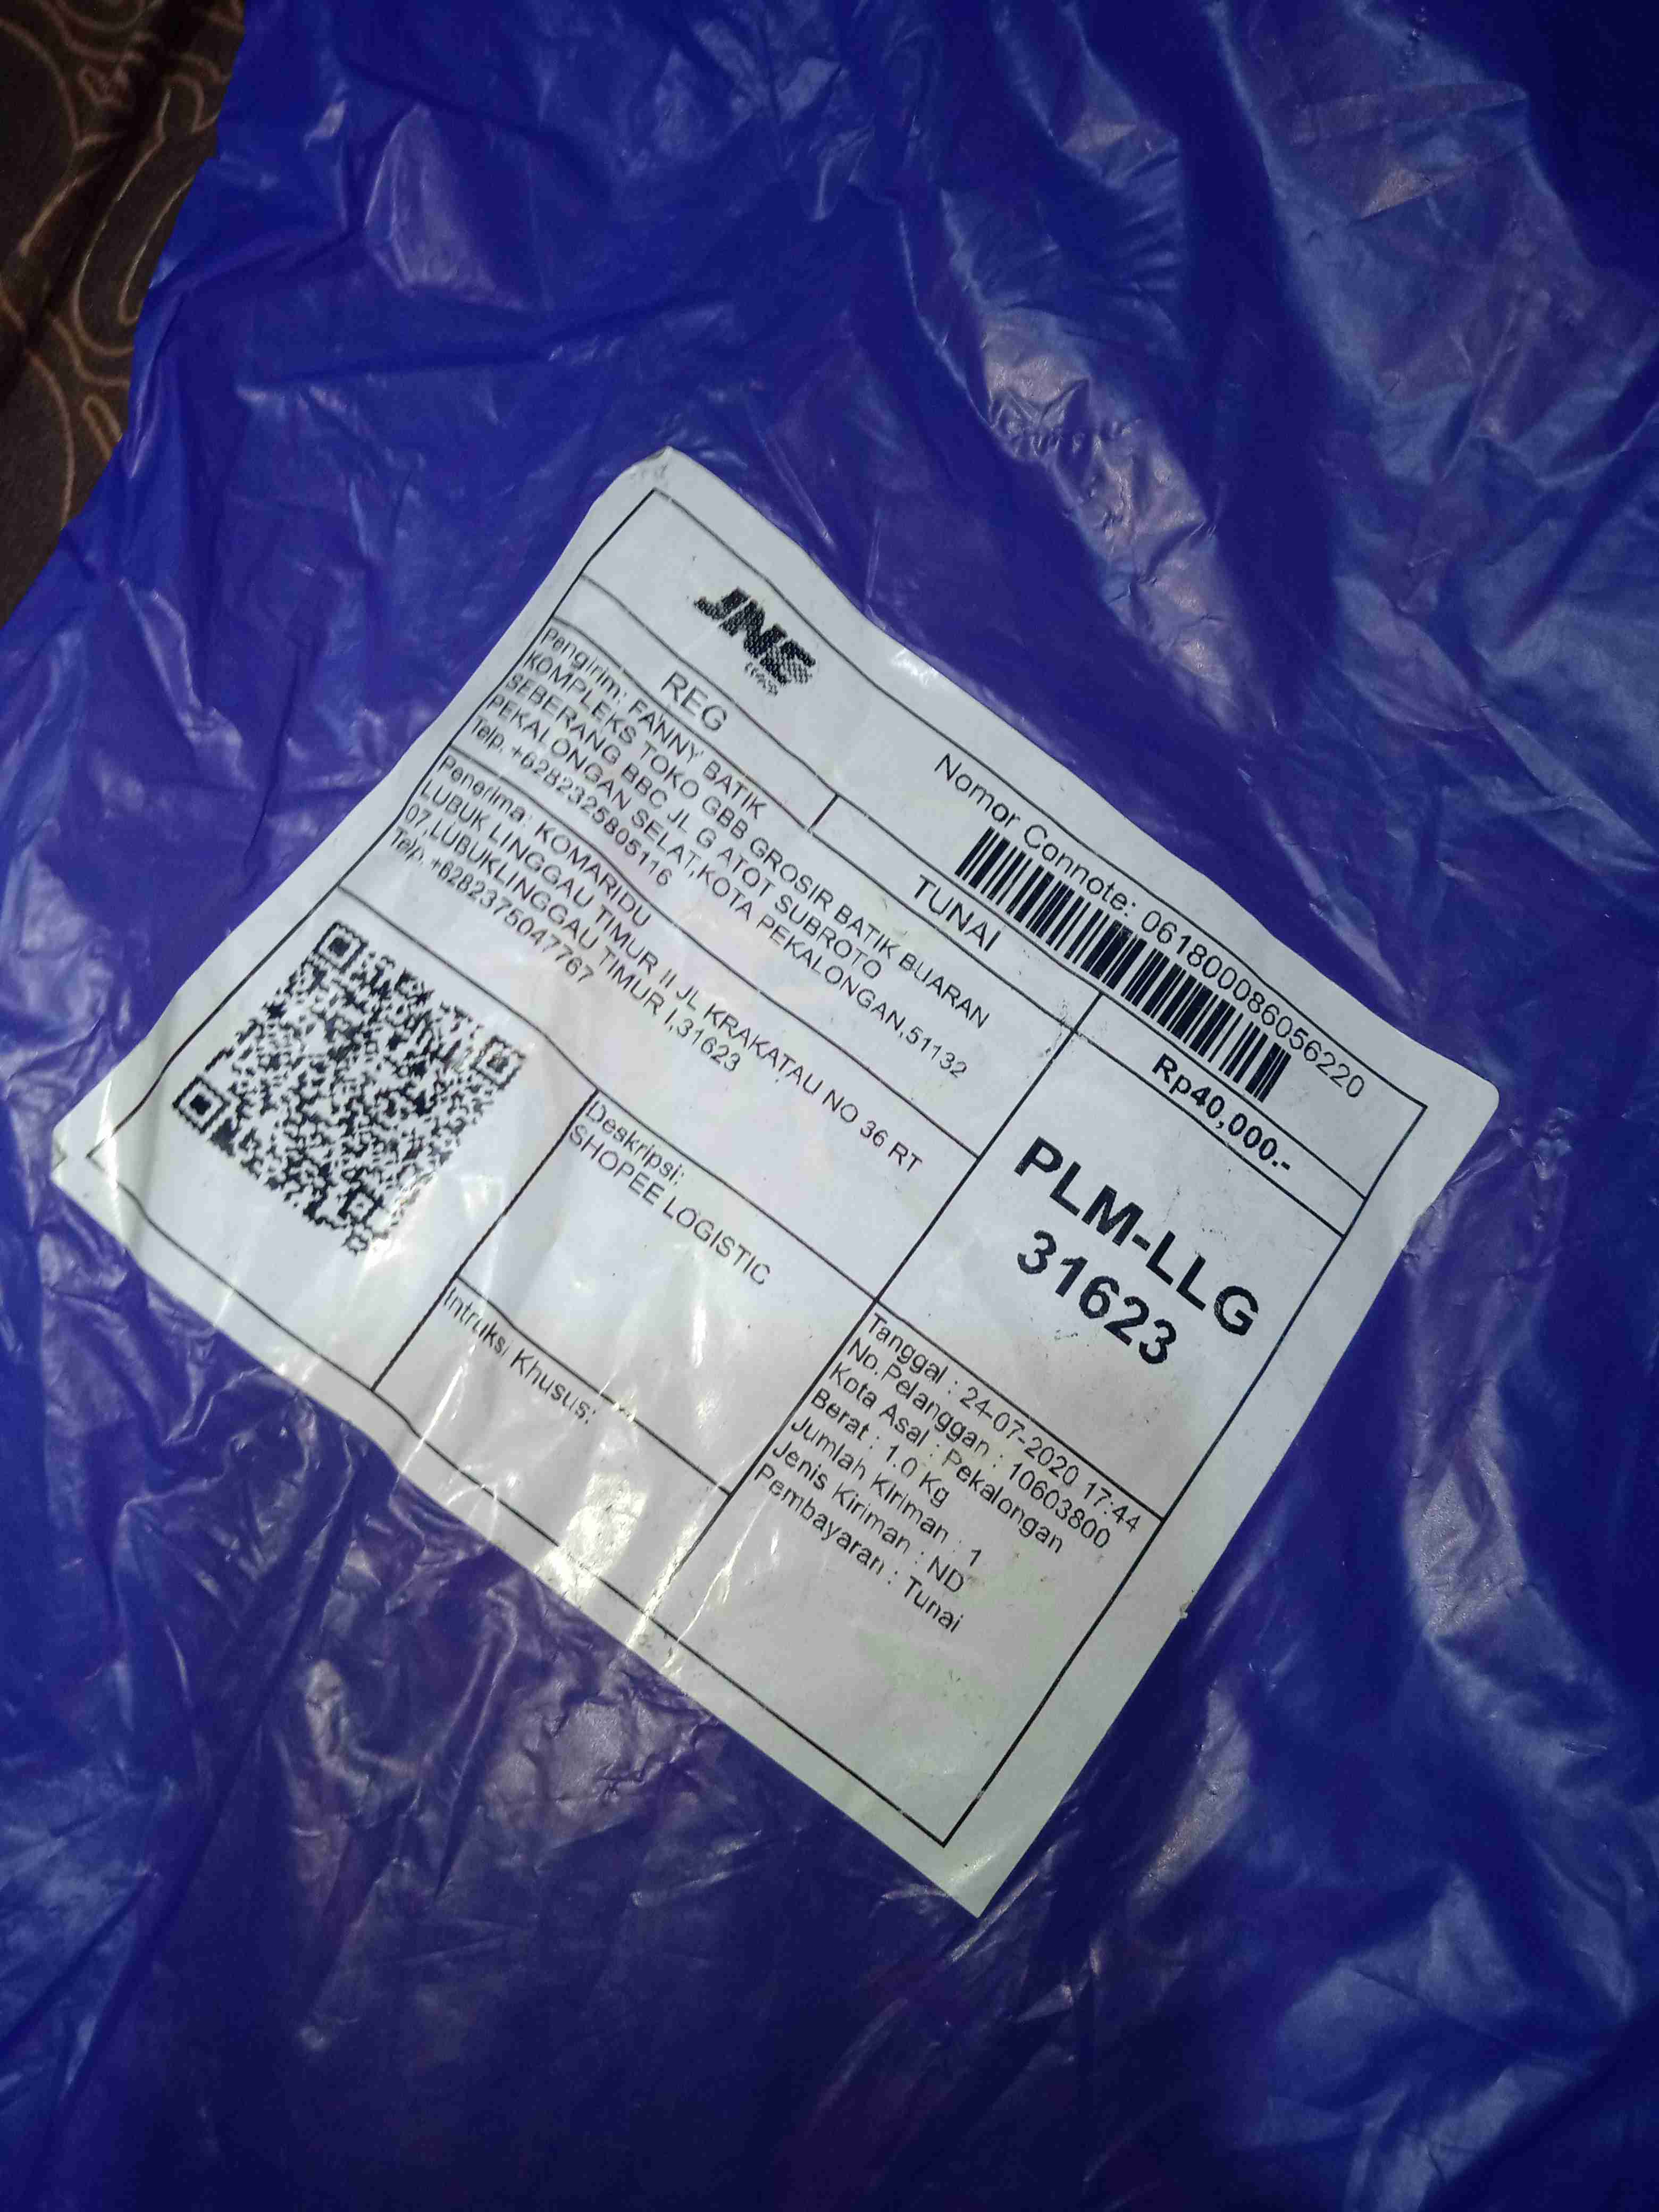 JNE
Nomor Connote: 061800086056220
REG
TUNAI
Rp40,000.-
Pengirim: FANNY BATIK
KOMPLEKS TOKO GBB GROSIR BATIK BUARAN
SEBERANG BBC JL G ATOT SUBROTO
PEKALONGAN SELAT,KOTA PEKALONGAN,51132
Telp. +6282325805116
PLM-LLG
31623
Penerima: KOMARIDU
LUBUK LINGGAU TIMUR II JL KRAKATAU NO 36 RT
07,LUBUKLINGGAU TIMUR I,31623
Telp. +6282375047767
Deskripsi:
SHOPEE LOGISTIC
Intruksi Khusus:
Tanggal : 24-07-2020 17:44
No.Pelanggan : 10603800
Kota Asal : Pekalongan
Berat : 1.0 Kg
Jumlah Kiriman : 1
Jenis Kiriman : ND
Pembayaran : Tunai